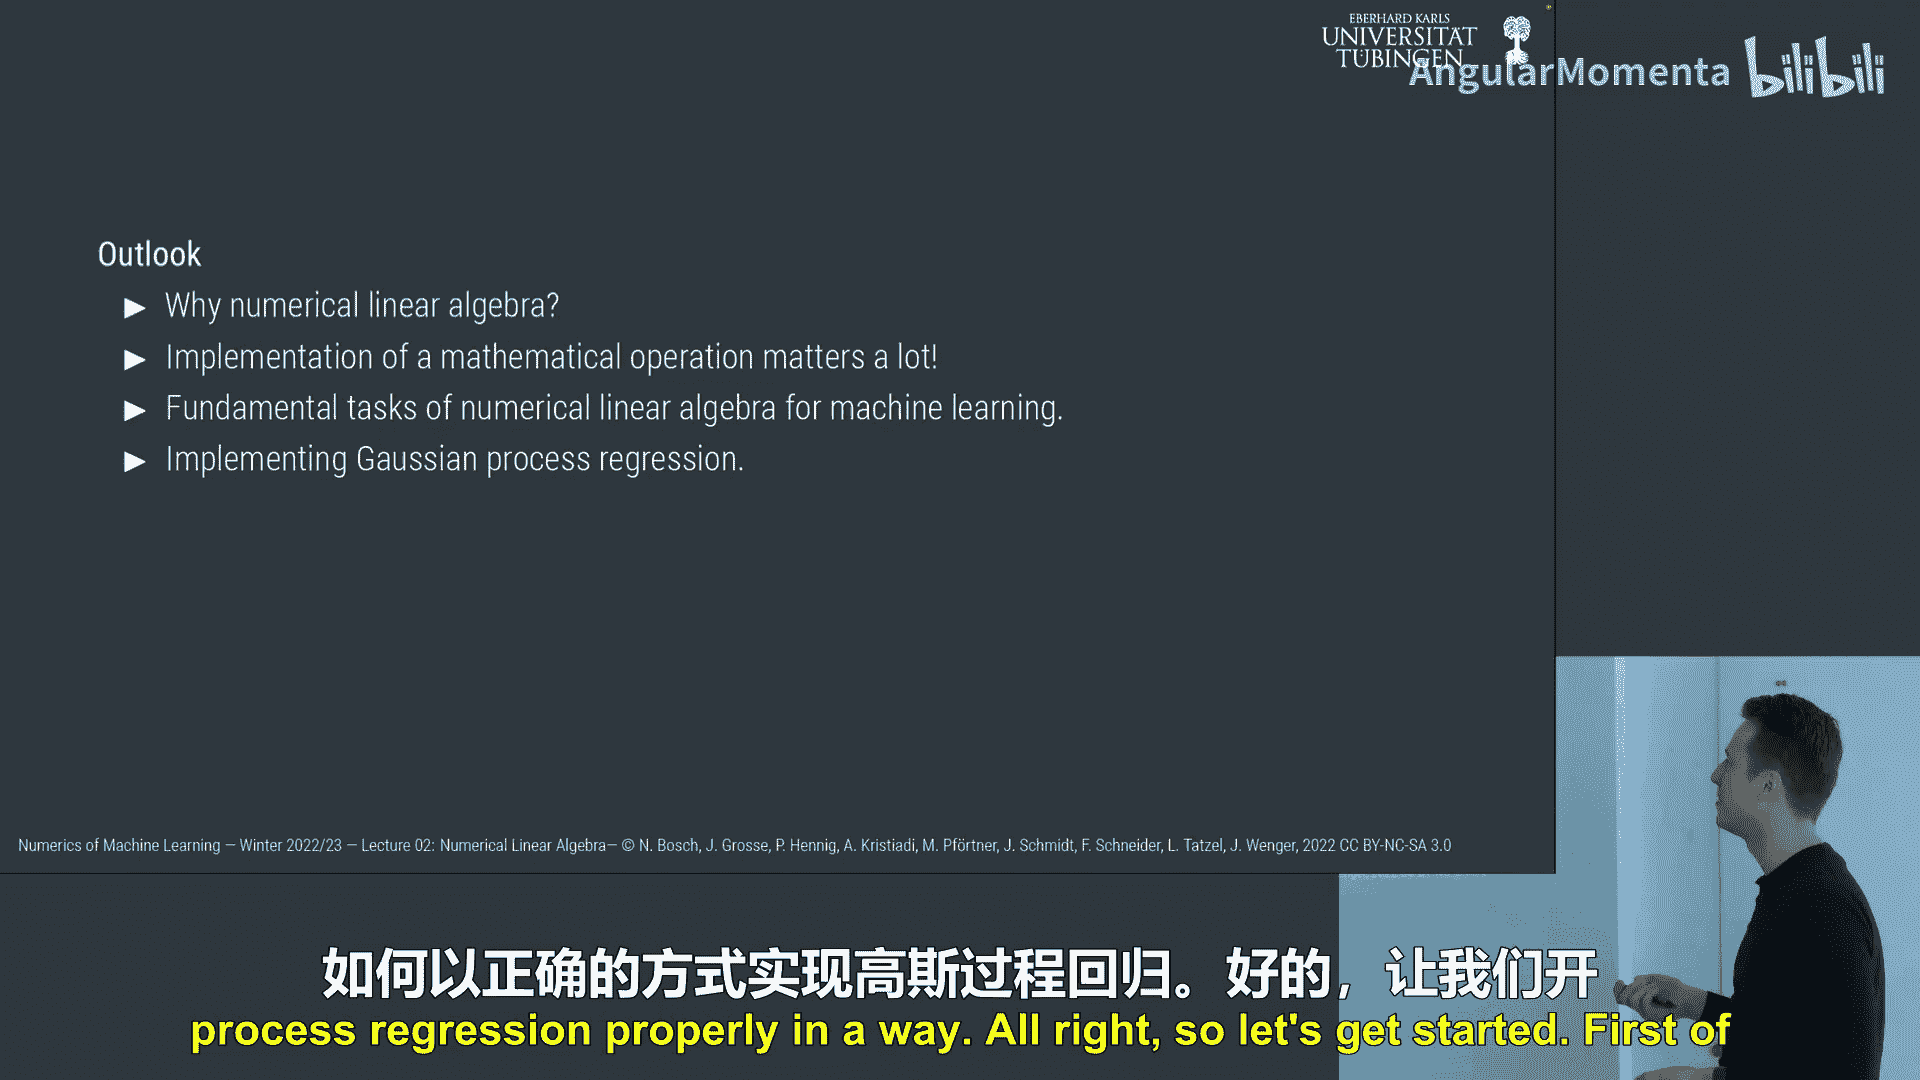 EBERHARD KARLS
UNIVERSITÄT
TÜBINGEN
AngularMomenta bilibili
Outlook
▶ Why numerical linear algebra?
▶ Implementation of a mathematical operation matters a lot!
▶ Fundamental tasks of numerical linear algebra for machine learning.
▶ Implementing Gaussian process regression.
Numerics of Machine Learning — Winter 2022/23 — Lecture 02: Numerical Linear Algebra— © N. Bosch, J. Grosse, P. Hennig, A. Kristiadi, M. Pförtner, J. Schmidt, F. Schneider, L. Tatzel, J. Wenger, 2022 CC BY-NC-SA 3.0
如何以正确的方式实现高斯过程回归。好的，让我们开
process regression properly in a way. All right, so let's get started. First of